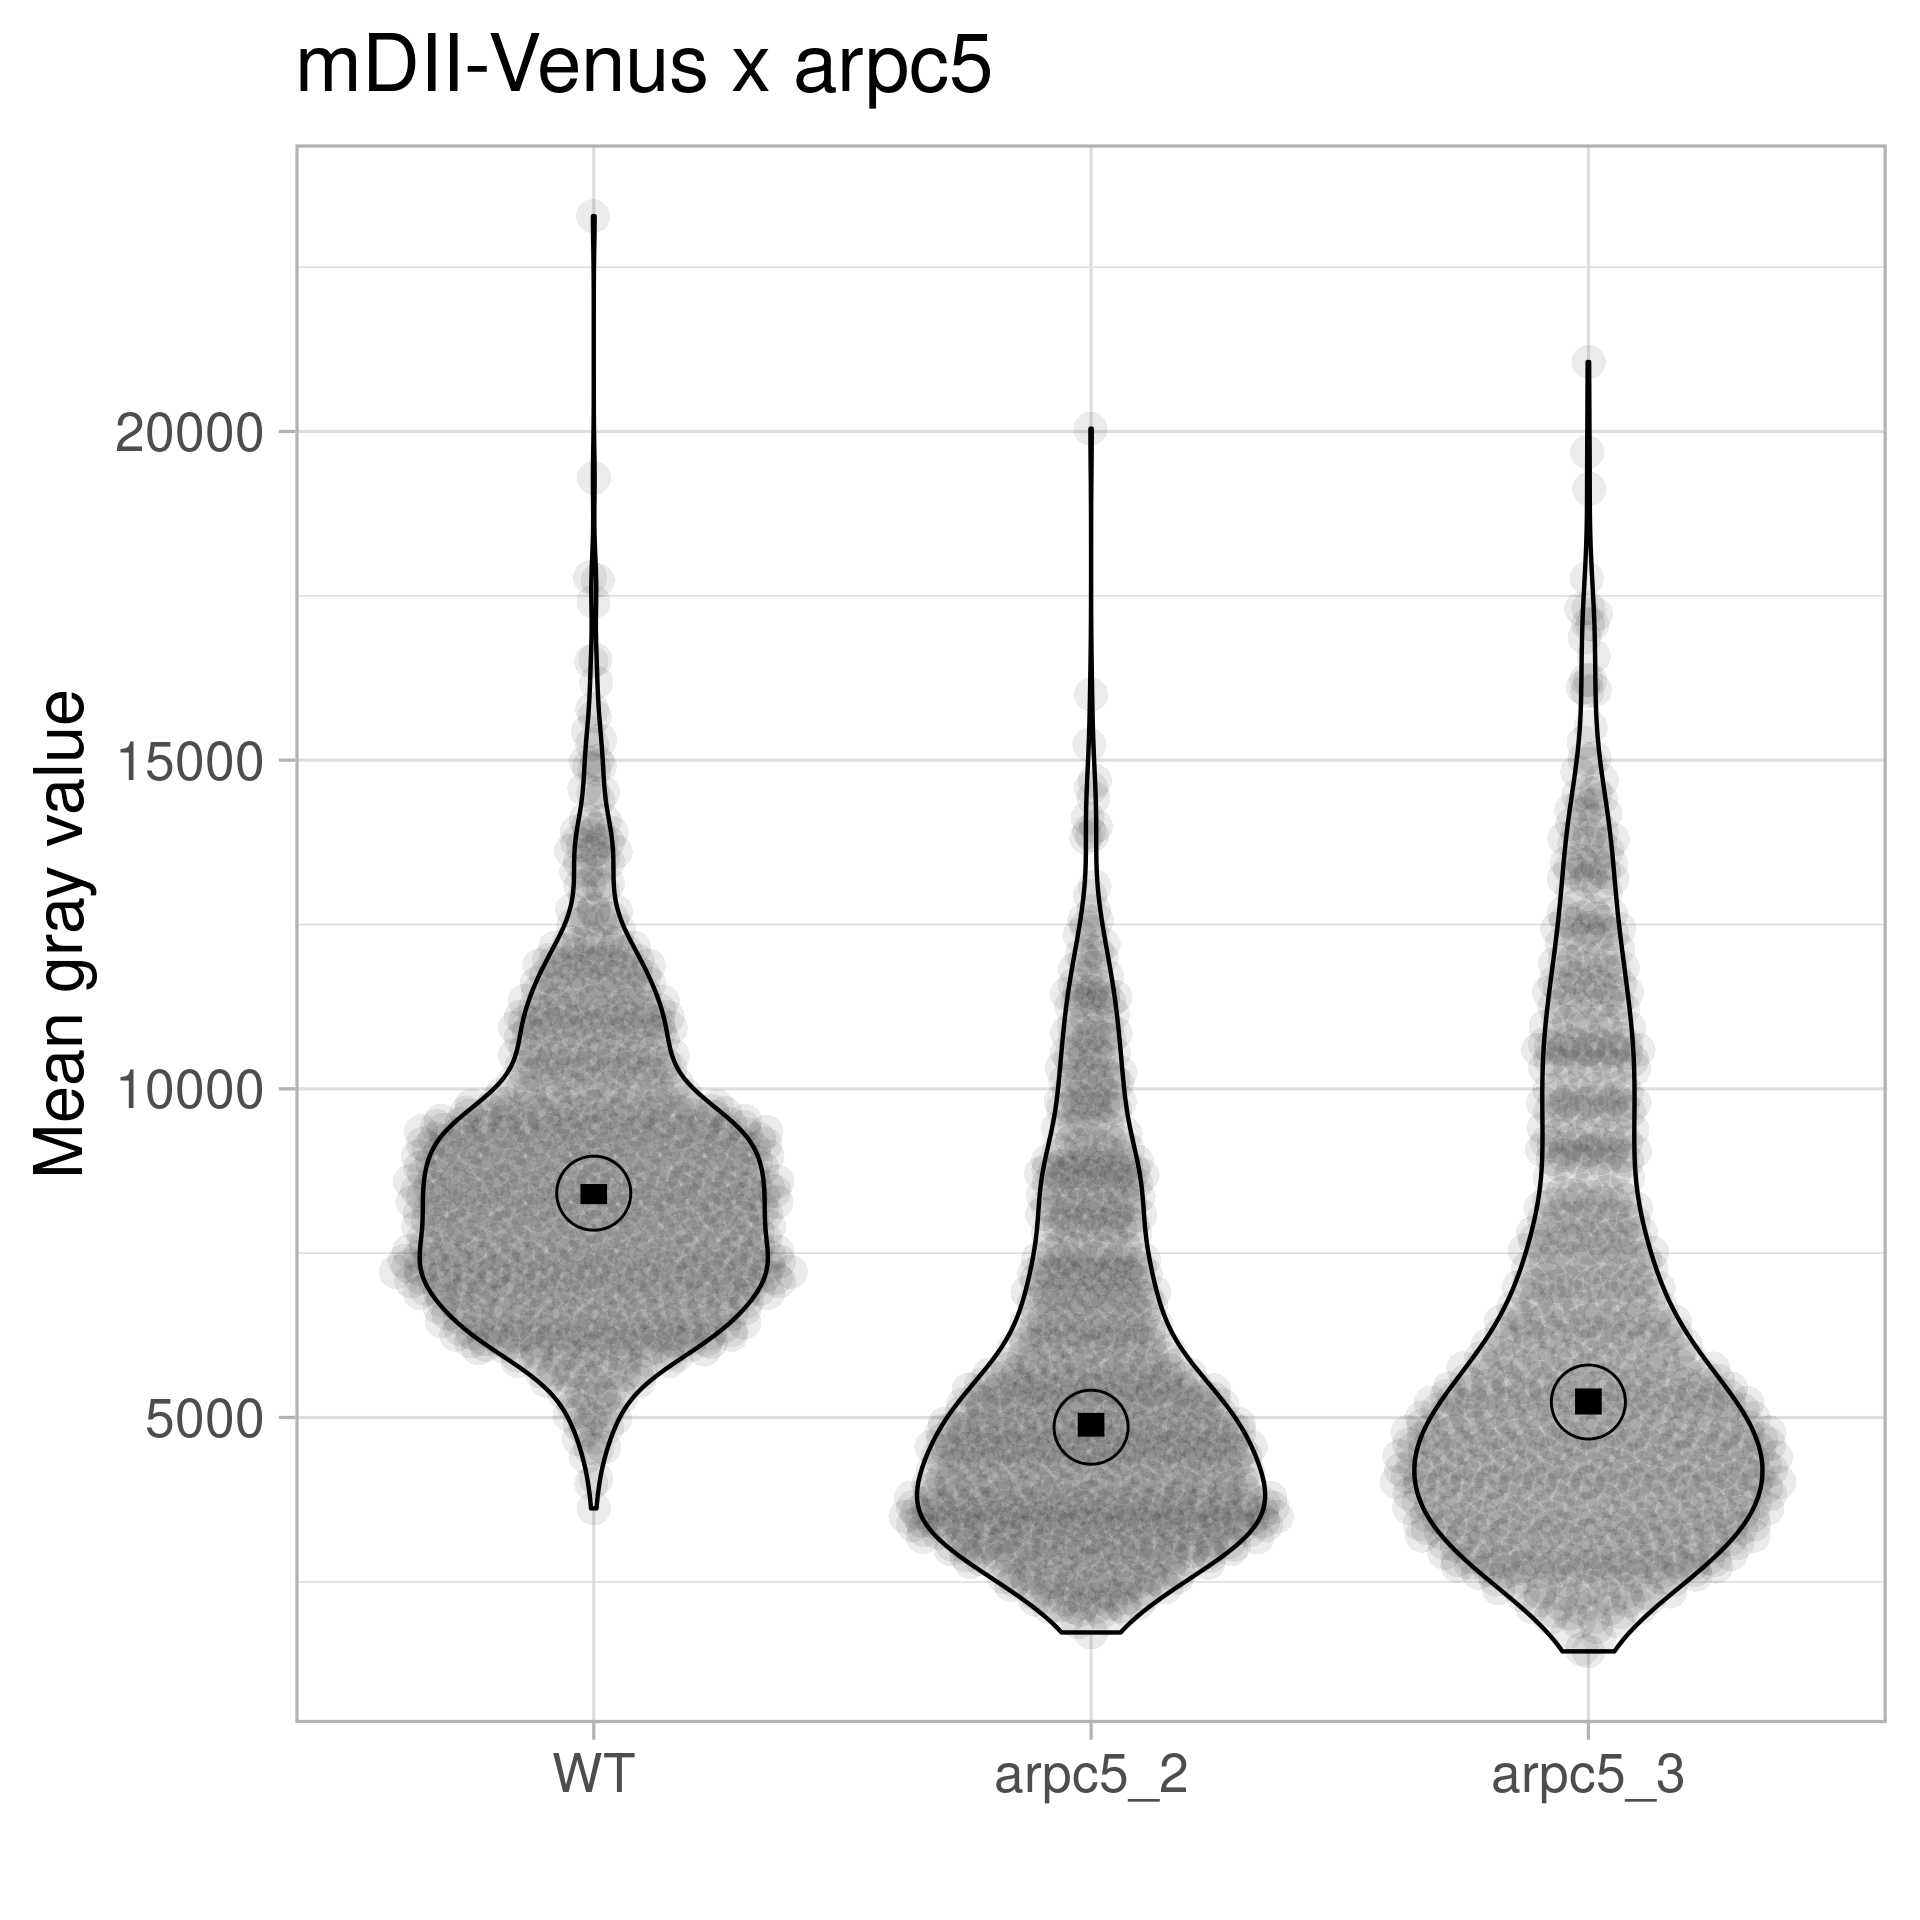 mDII-Venus x arpc5
Mean gray value
20000
15000
10000
5000
WT
arpc5_2
arpc5_3